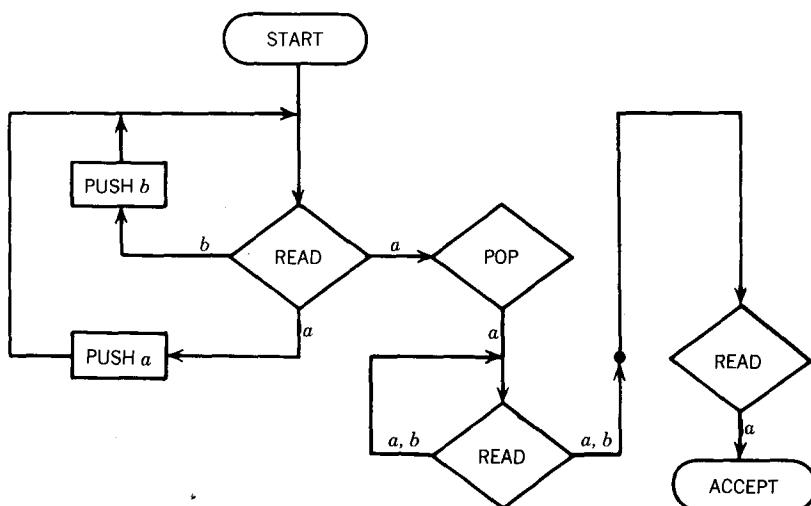 START
PUSH b
b
READ
a
POP
a
PUSH a
a
READ
a, b
READ
a, b
a
ACCEPT